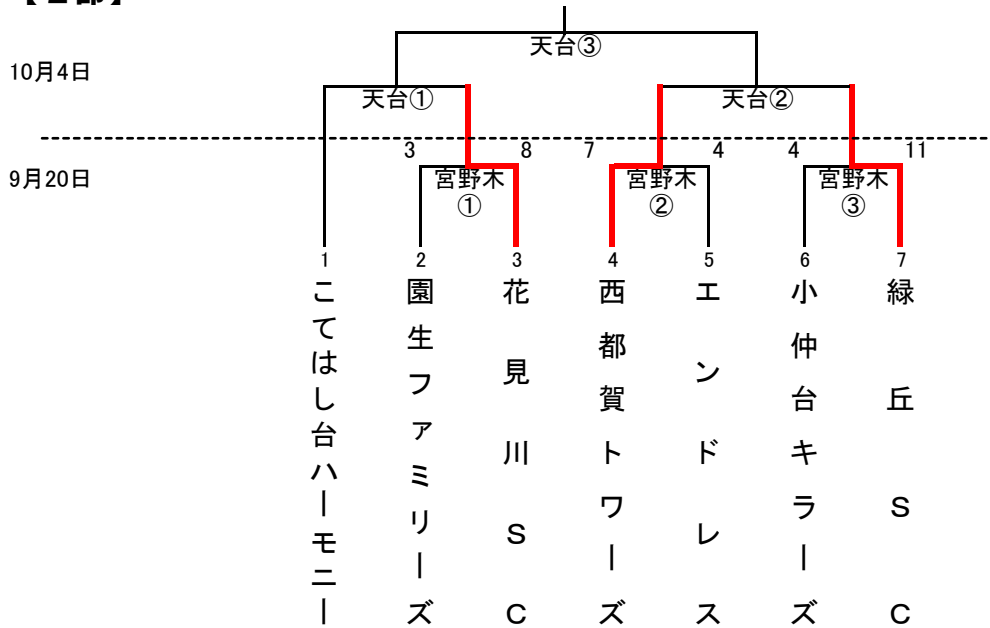 天台③
10月4日
天台①
天台②
3 8 7 4 4 11
9月20日
宮野木①
宮野木②
宮野木③
1 2 3 4 5 6 7
こてはし台ハーモニー
園生ファミリーズ
花見川SC
西都賀トワーズ
エンドレス
小仲台キラーズ
緑丘SC